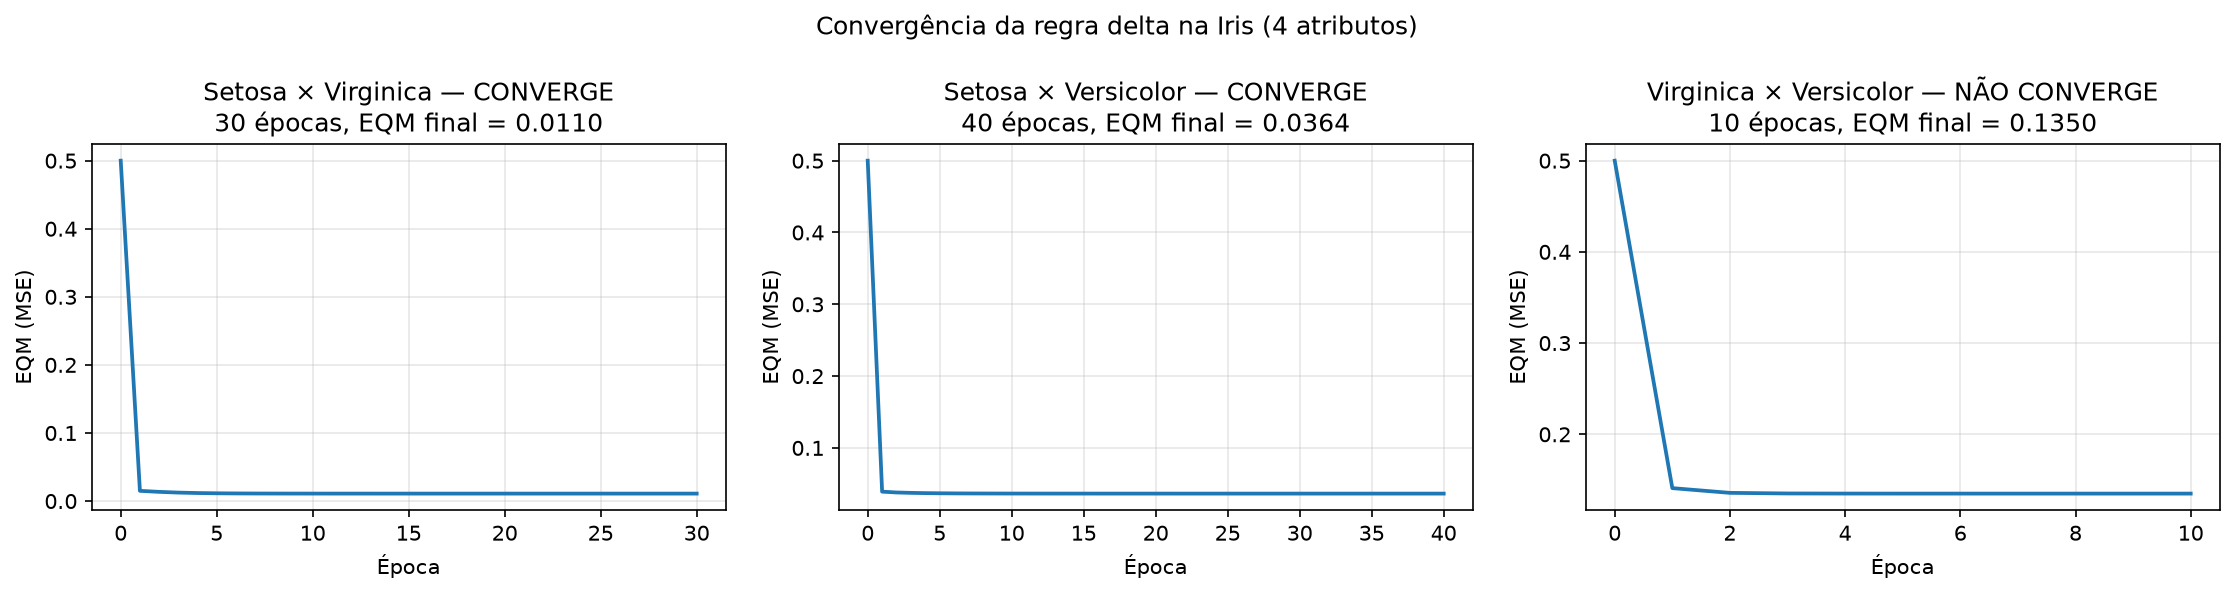 Convergência da regra delta na Iris (4 atributos)
Setosa × Virginica — CONVERGE
30 épocas, EQM final = 0.0110
EQM (MSE)
0.5
0.4
0.3
0.2
0.1
0.0
0 5 10 15 20 25 30
Época
Setosa × Versicolor — CONVERGE
40 épocas, EQM final = 0.0364
EQM (MSE)
0.5
0.4
0.3
0.2
0.1
0 5 10 15 20 25 30 35 40
Época
Virginica × Versicolor — NÃO CONVERGE
10 épocas, EQM final = 0.1350
EQM (MSE)
0.5
0.4
0.3
0.2
0 2 4 6 8 10
Época